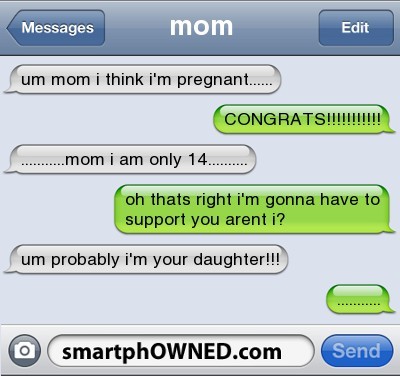 Messages
mom
Edit
um mom i think i'm pregnant......
CONGRATS!!!!!!!!!!!
...........mom i am only 14..........
oh thats right i'm gonna have to
support you arent i?
um probably i'm your daughter!!!
...........
smartphOWNED.com
Send